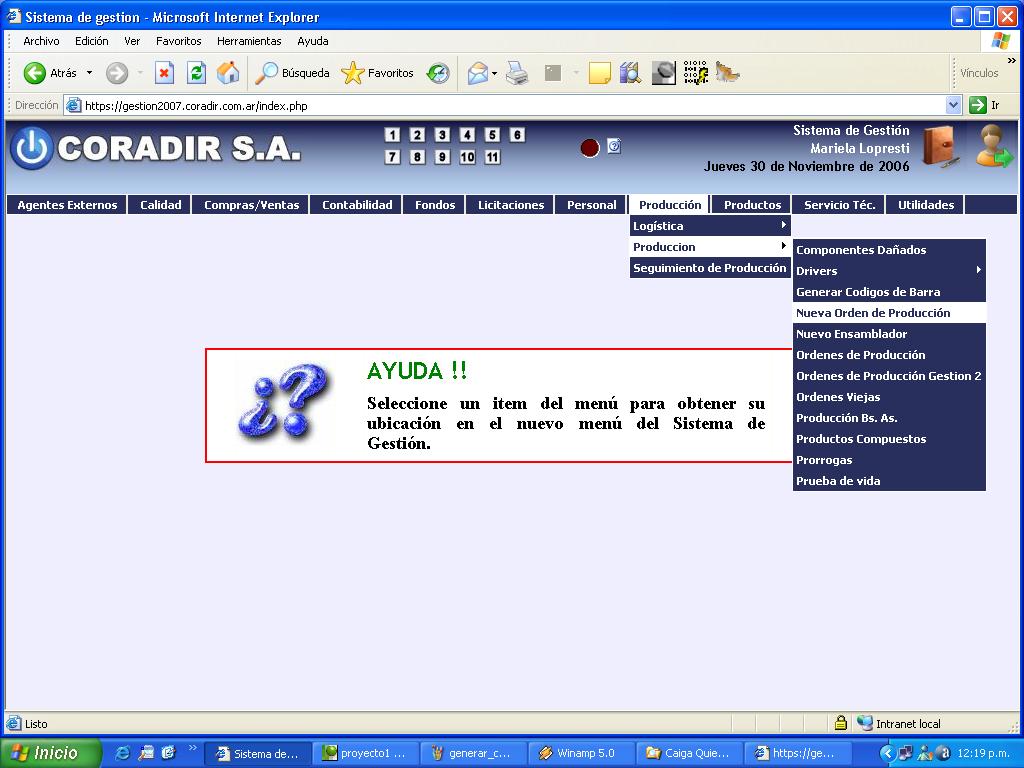 Sistema de gestion - Microsoft Internet Explorer
Archivo Edición Ver Favoritos Herramientas Ayuda
Atrás Búsqueda Favoritos Vínculos
Dirección https://gestion2007.coradir.com.ar/index.php Ir
CORADIR S.A.
1 2 3 4 5 6
7 8 9 10 11
Sistema de Gestión
Mariela Lopresti
Jueves 30 de Noviembre de 2006
Agentes Externos Calidad Compras/Ventas Contabilidad Fondos Licitaciones Personal Producción Productos Servicio Téc. Utilidades
Logística
Produccion
Seguimiento de Producción
Componentes Dañados
Drivers
Generar Codigos de Barra
Nueva Orden de Producción
Nuevo Ensamblador
Ordenes de Producción
Ordenes de Producción Gestion 2
Ordenes Viejas
Producción Bs. As.
Productos Compuestos
Prorrogas
Prueba de vida
¿?
AYUDA !!
Seleccione un item del menú para obtener su
ubicación en el nuevo menú del Sistema de
Gestión.
Listo Intranet local
Inicio Sistema de... proyecto1 ... generar_c... Winamp 5.0 Caiga Quie... https://ge... 12:19 p.m.